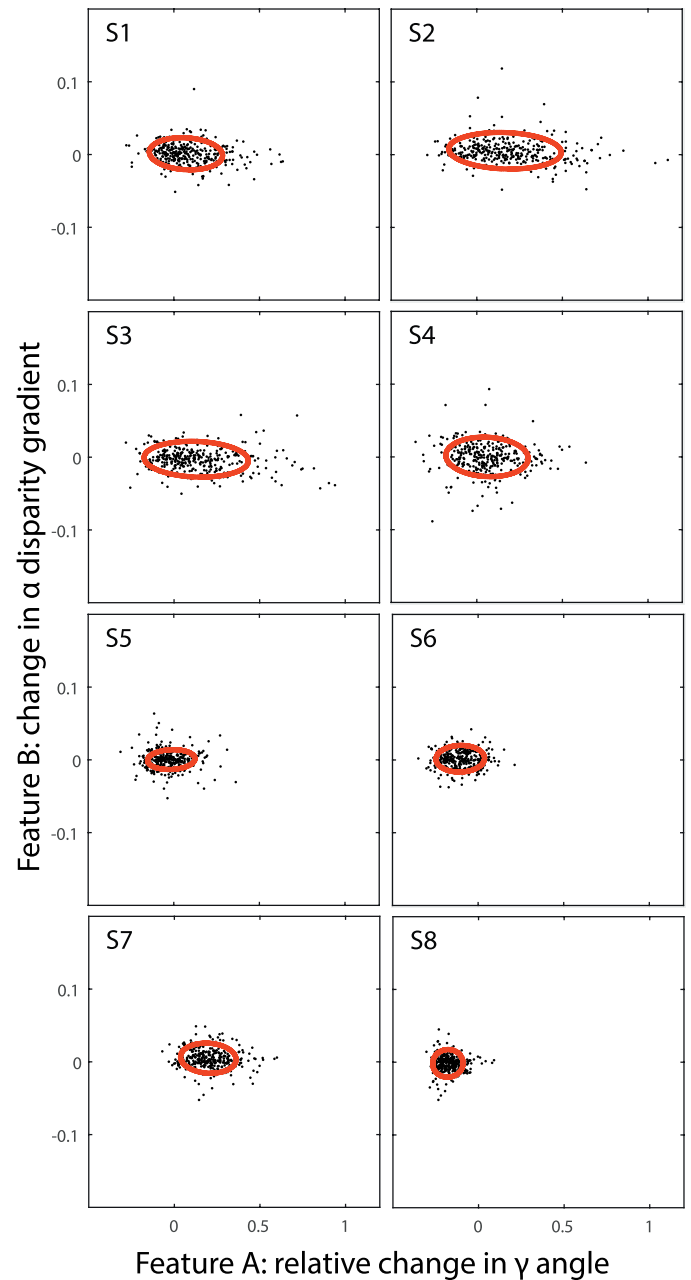 S1
S2
0.1
0
-0.1
S3
S4
0.1
0
-0.1
S5
S6
0.1
0
-0.1
S7
S8
0.1
0
-0.1
0 0.5 1
0 0.5 1
Feature A: relative change in γ angle
Feature B: change in α disparity gradient